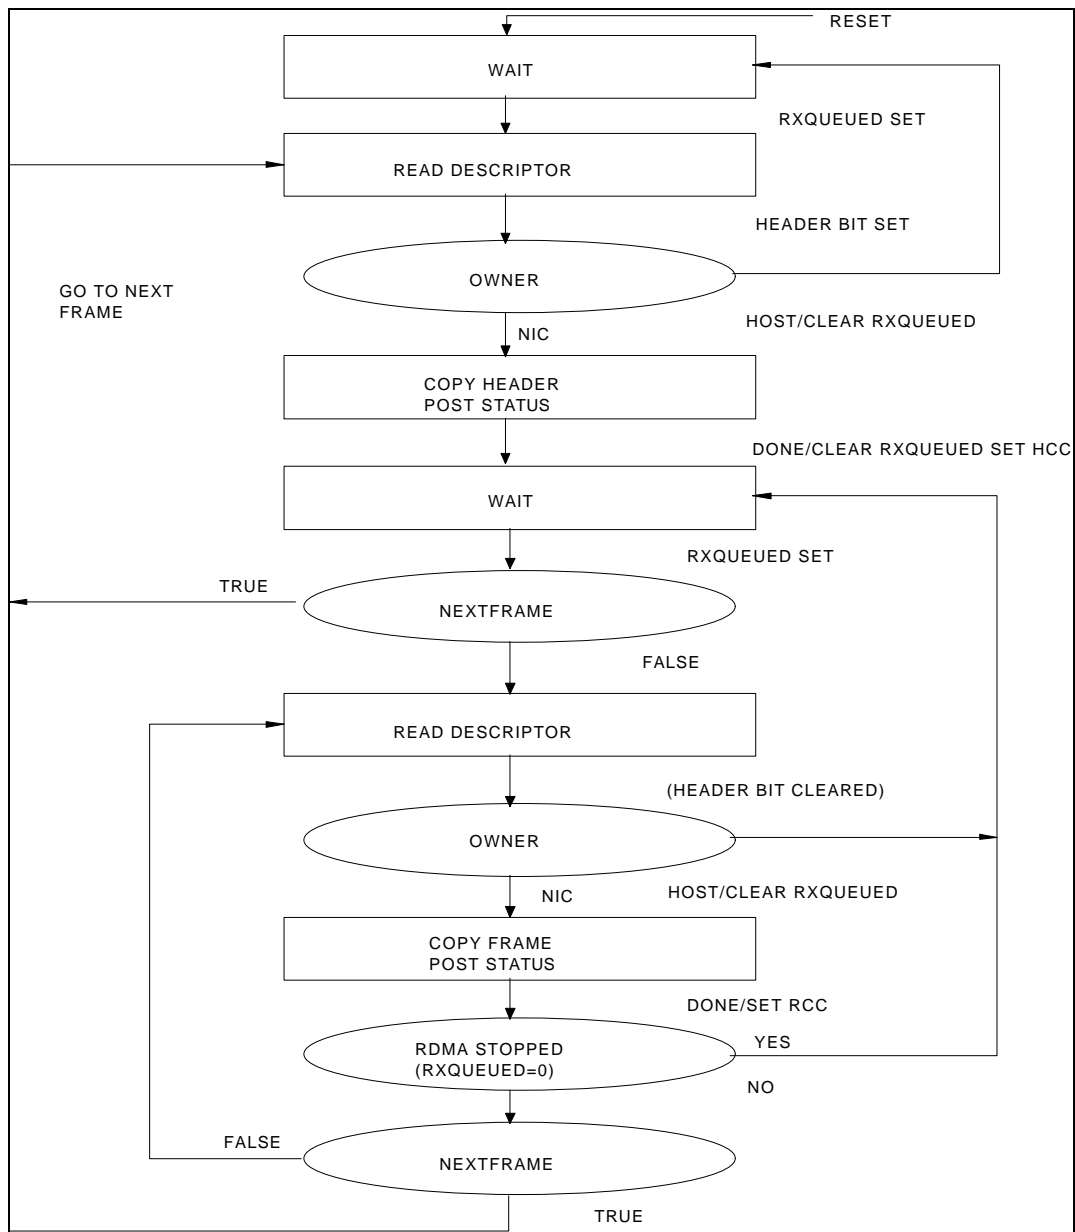 RESET
WAIT
RXQUEUED SET
READ DESCRIPTOR
HEADER BIT SET
OWNER
GO TO NEXT
FRAME
HOST/CLEAR RXQUEUED
NIC
COPY HEADER
POST STATUS
DONE/CLEAR RXQUEUED SET HCC
WAIT
RXQUEUED SET
TRUE
NEXTFRAME
FALSE
READ DESCRIPTOR
(HEADER BIT CLEARED)
OWNER
HOST/CLEAR RXQUEUED
NIC
COPY FRAME
POST STATUS
DONE/SET RCC
RDMA STOPPED
(RXQUEUED=0)
YES
NO
FALSE
NEXTFRAME
TRUE